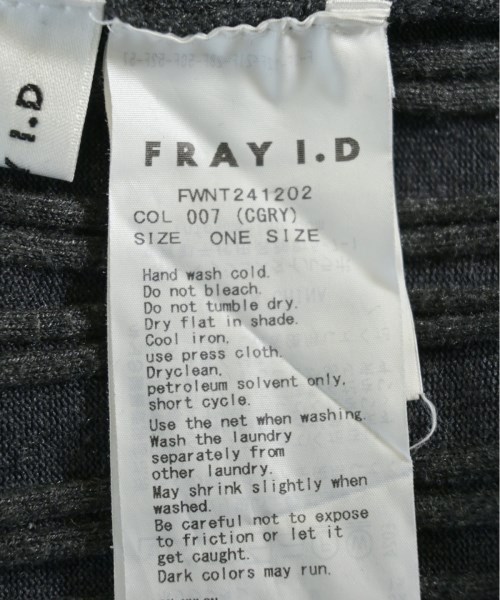 I.D
FRAY I.D
FWNT241202
COL 007 (CGRY)
SIZE ONE SIZE
Hand wash cold.
Do not bleach.
Do not tumble dry.
Dry flat in shade.
Cool iron,
use press cloth.
Dryclean,
petroleum solvent only,
short cycle.
Use the net when washing.
Wash the laundry
separately from
other laundry.
May shrink slightly when
washed.
Be careful not to expose
to friction or let it
get caught.
Dark colors may run.